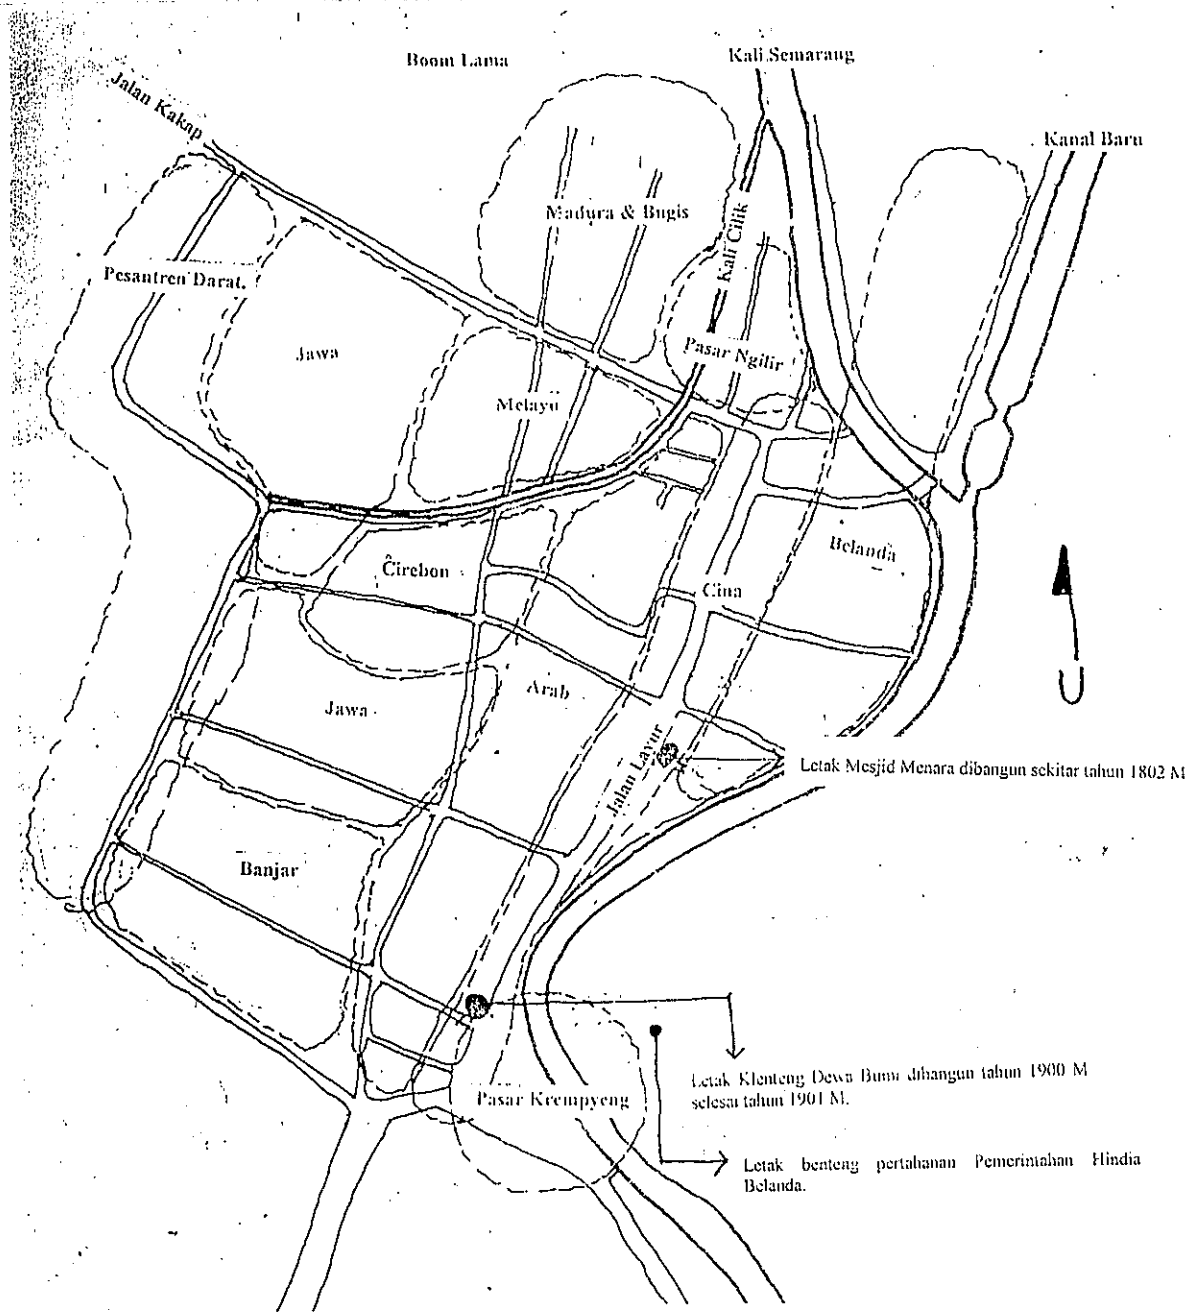 Boom Lama
Kali Semarang
Jalan Kakap
Kanal Baru
Madura & Bugis
Kali Cilik
Pesantren Darat.
Jawa
Pasar Ngilir
Melayu
Belanda
Cirebon
Cina
Arab
Jawa
Jalan Layur
Letak Mesjid Menara dibangun sekitar tahun 1802 M
Banjar
Letak Klenteng Dewa Bumi dibangun tahun 1900 M
selesai tahun 1901 M.
Pasar Krempyeng
Letak benteng pertahanan Pemerintahan Hindia
Belanda.